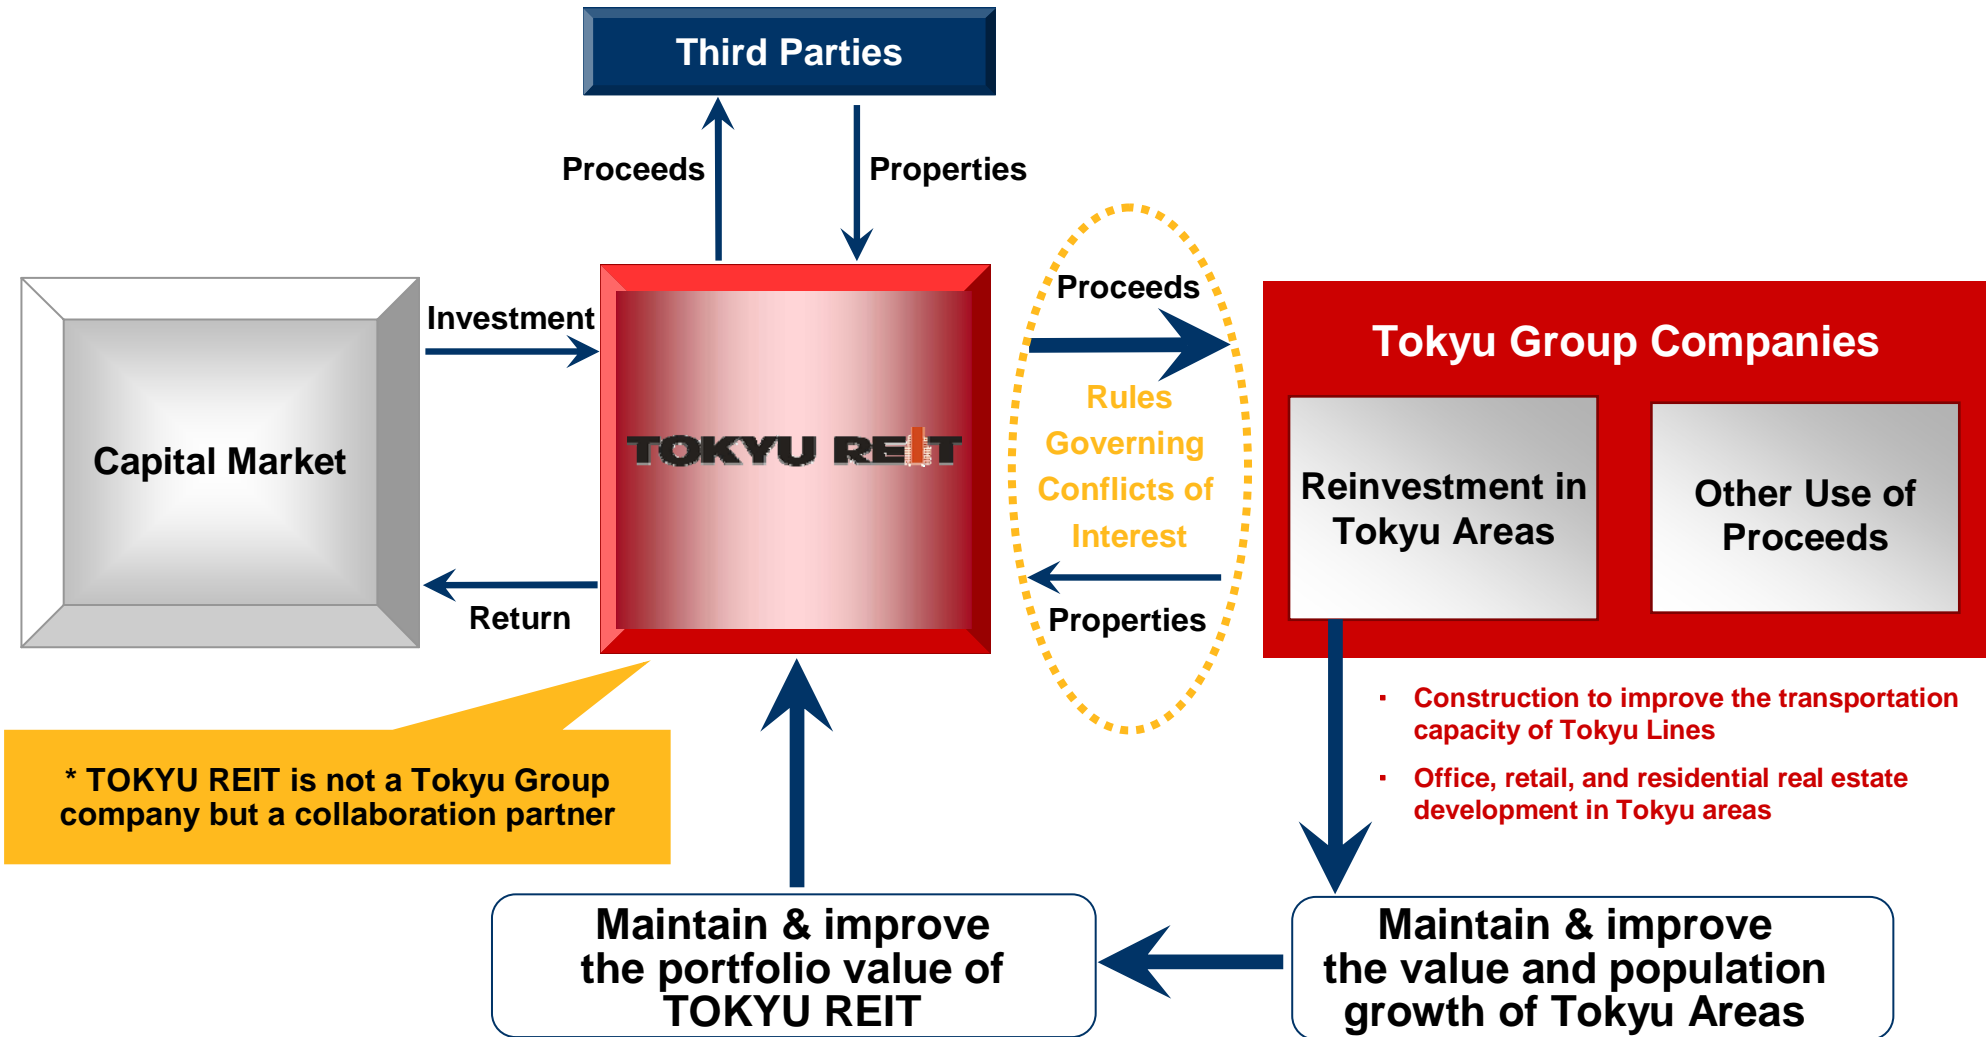 Third Parties
Proceeds
Properties
Investment
Capital Market
Return
TOKYU REIT
Proceeds
Rules
Governing
Conflicts of
Interest
Properties
Tokyu Group Companies
Reinvestment in
Tokyu Areas
Other Use of
Proceeds
▪ Construction to improve the transportation
capacity of Tokyu Lines
▪ Office, retail, and residential real estate
development in Tokyu areas
* TOKYU REIT is not a Tokyu Group
company but a collaboration partner
Maintain & improve
the portfolio value of
TOKYU REIT
Maintain & improve
the value and population
growth of Tokyu Areas